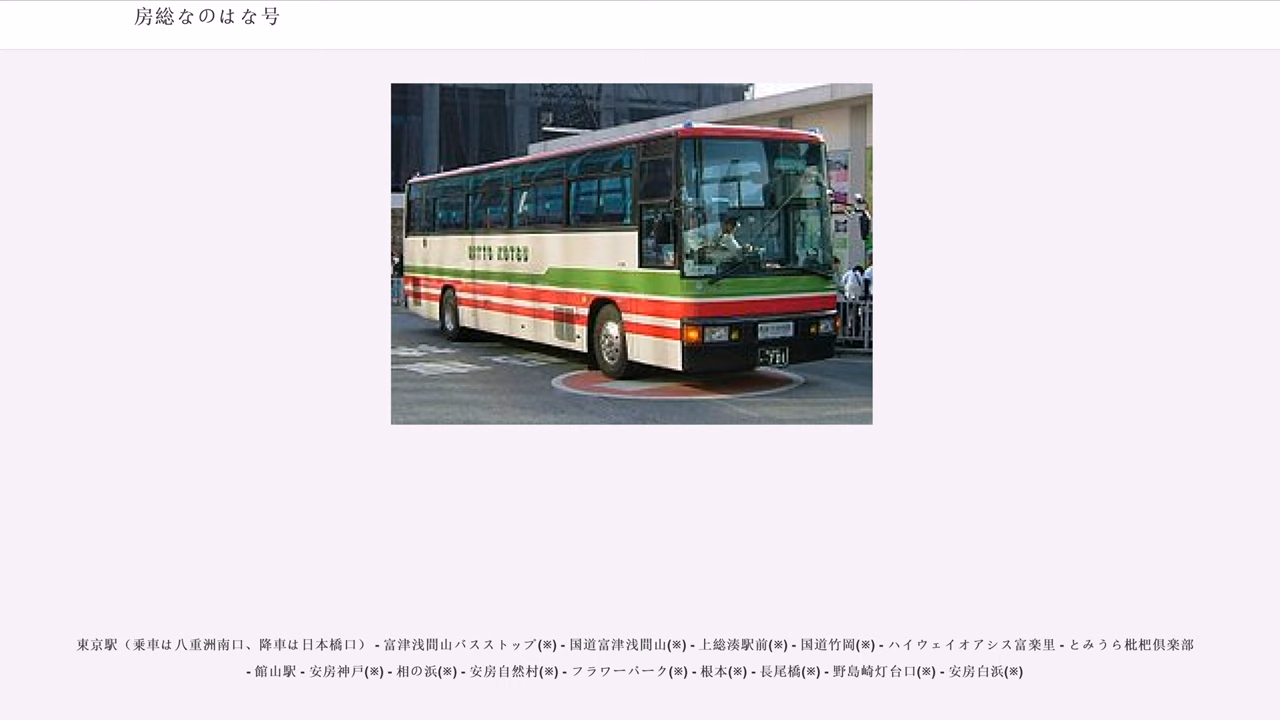 房総なのはな号
NITTO KOTSU
東京駅（乗車は八重洲南口、降車は日本橋口） - 富津浅間山バスストップ(※) - 国道富津浅間山(※) - 上総湊駅前(※) - 国道竹岡(※) - ハイウェイオアシス富楽里 - とみうら枇杷倶楽部
- 館山駅 - 安房神戸(※) - 相の浜(※) - 安房自然村(※) - フラワーパーク(※) - 根本(※) - 長尾橋(※) - 野島崎灯台口(※) - 安房白浜(※)